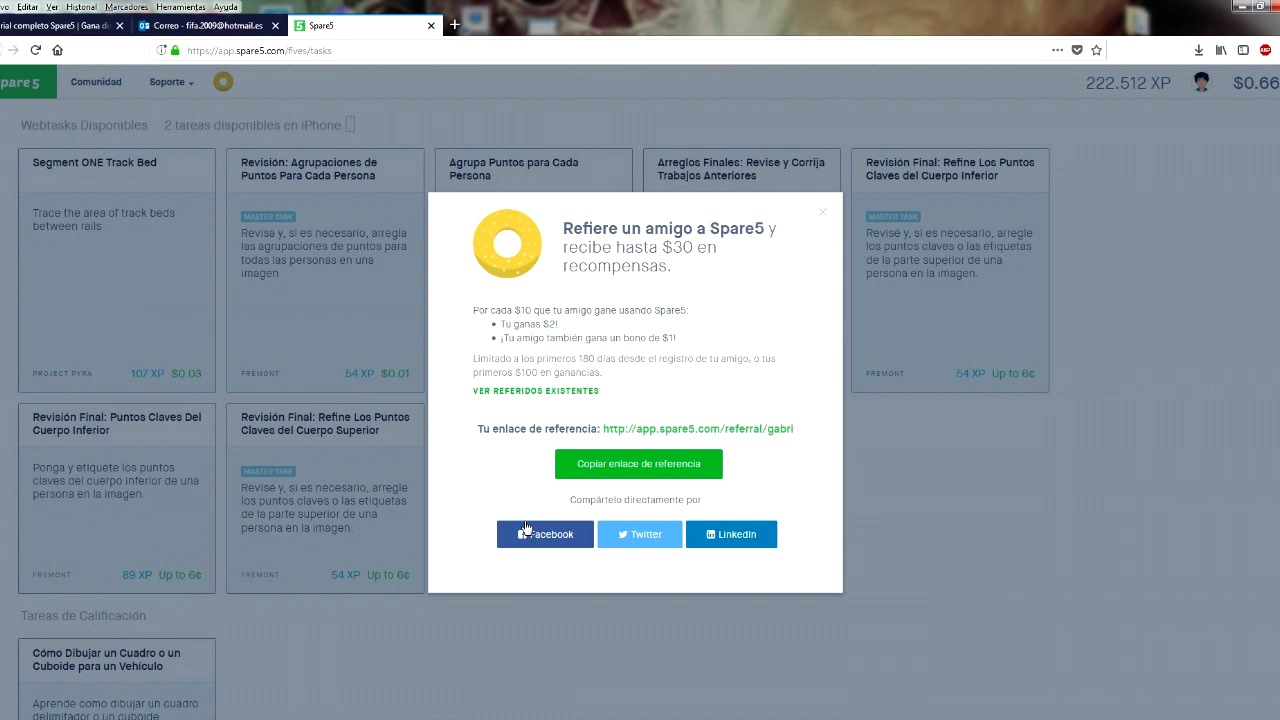 Editar Ver Historial Marcadores Herramientas Ayuda
rial completo Spare5 | Gana di
Correo - fifa.2009@hotmail.es
Spare5
https://app.spare5.com/fives/tasks
ABP
pare5
Comunidad
Soporte
222.512 XP
$0.66
Webtasks Disponibles
2 tareas disponibles en iPhone
Segment ONE Track Bed
Trace the area of track beds
between rails
PROJECT PYRA 107 XP $0.03
Revisión: Agrupaciones de
Puntos Para Cada Persona
MASTER TASK
Revisa y, si es necesario, arregla
las agrupaciones de puntos para
todas las personas en una
imagen
FREMONT 54 XP $0.01
Agrupa Puntos para Cada
Persona
Arreglos Finales: Revise y Corrija
Trabajos Anteriores
Revisión Final: Refine Los Puntos
Claves del Cuerpo Inferior
MASTER TASK
Revisé y, si es necesario, arregle
los puntos claves o las etiquetas
de la parte superior de una
persona en la imagen.
FREMONT 54 XP Up to 6¢
Refiere un amigo a Spare5 y
recibe hasta $30 en
recompensas.
Por cada $10 que tu amigo gane usando Spare5:
• Tu ganas $2!
• ¡Tu amigo también gana un bono de $1!
Limitado a los primeros 180 días desde el registro de tu amigo, o tus
primeros $100 en ganancias.
VER REFERIDOS EXISTENTES
Tu enlace de referencia: http://app.spare5.com/referral/gabri
Copiar enlace de referencia
Compártelo directamente por
Facebook
Twitter
LinkedIn
Revisión Final: Puntos Claves Del
Cuerpo Inferior
Ponga y etiquete los puntos
claves del cuerpo inferior de una
persona en la imagen.
FREMONT 89 XP Up to 6¢
Revisión Final: Refine Los Puntos
Claves del Cuerpo Superior
MASTER TASK
Revisé y, si es necesario, arregle
los puntos claves o las etiquetas
de la parte superior de una
persona en la imagen.
FREMONT 54 XP Up to 6¢
Tareas de Calificación
Cómo Dibujar un Cuadro o un
Cuboide para un Vehículo
Aprende como dibujar un cuadro
delimitador o un cuboide